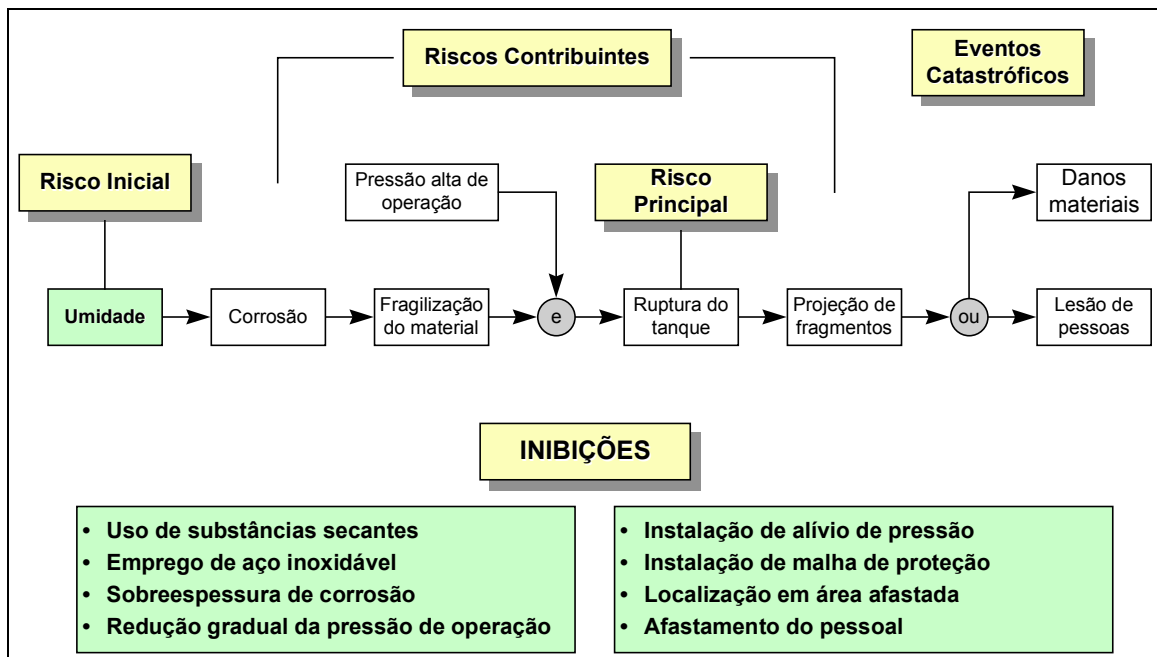 Riscos Contribuintes
Eventos
Catastróficos
Risco Inicial
Pressão alta de
operação
Risco
Principal
Danos
materiais
Umidade
Corrosão
Fragilização
do material
e
Ruptura do
tanque
Projeção de
fragmentos
ou
Lesão de
pessoas
INIBIÇÕES
• Uso de substâncias secantes
• Emprego de aço inoxidável
• Sobreespessura de corrosão
• Redução gradual da pressão de operação
• Instalação de alívio de pressão
• Instalação de malha de proteção
• Localização em área afastada
• Afastamento do pessoal